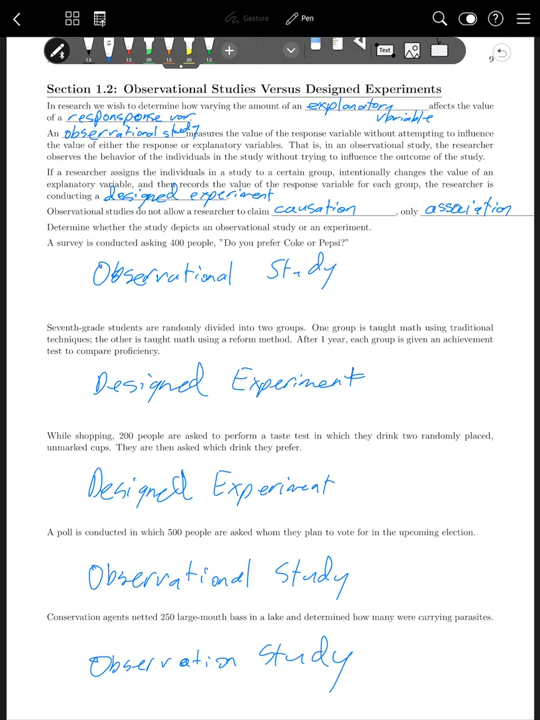 Gesture Pen
Text
1.5 1.5 1.5 20 1.5 20 20
9
Section 1.2: Observational Studies Versus Designed Experiments
In research we wish to determine how varying the amount of an explanatory variable affects the value
of a responsponse var
An observational study measures the value of the response variable without attempting to influence
the value of either the response or explanatory variables. That is, in an observational study, the researcher
observes the behavior of the individuals in the study without trying to influence the outcome of the study.
If a researcher assigns the individuals in a study to a certain group, intentionally changes the value of an
explanatory variable, and then records the value of the response variable for each group, the researcher is
conducting a designed experiment
Observational studies do not allow a researcher to claim causation, only association
Determine whether the study depicts an observational study or an experiment.
A survey is conducted asking 400 people, "Do you prefer Coke or Pepsi?"
Observational Study
Seventh-grade students are randomly divided into two groups. One group is taught math using traditional
techniques; the other is taught math using a reform method. After 1 year, each group is given an achievement
test to compare proficiency.
Designed Experiment
While shopping, 200 people are asked to perform a taste test in which they drink two randomly placed,
unmarked cups. They are then asked which drink they prefer.
Designed Experiment
A poll is conducted in which 500 people are asked whom they plan to vote for in the upcoming election.
Observational Study
Conservation agents netted 250 large-mouth bass in a lake and determined how many were carrying parasites.
Observation Study